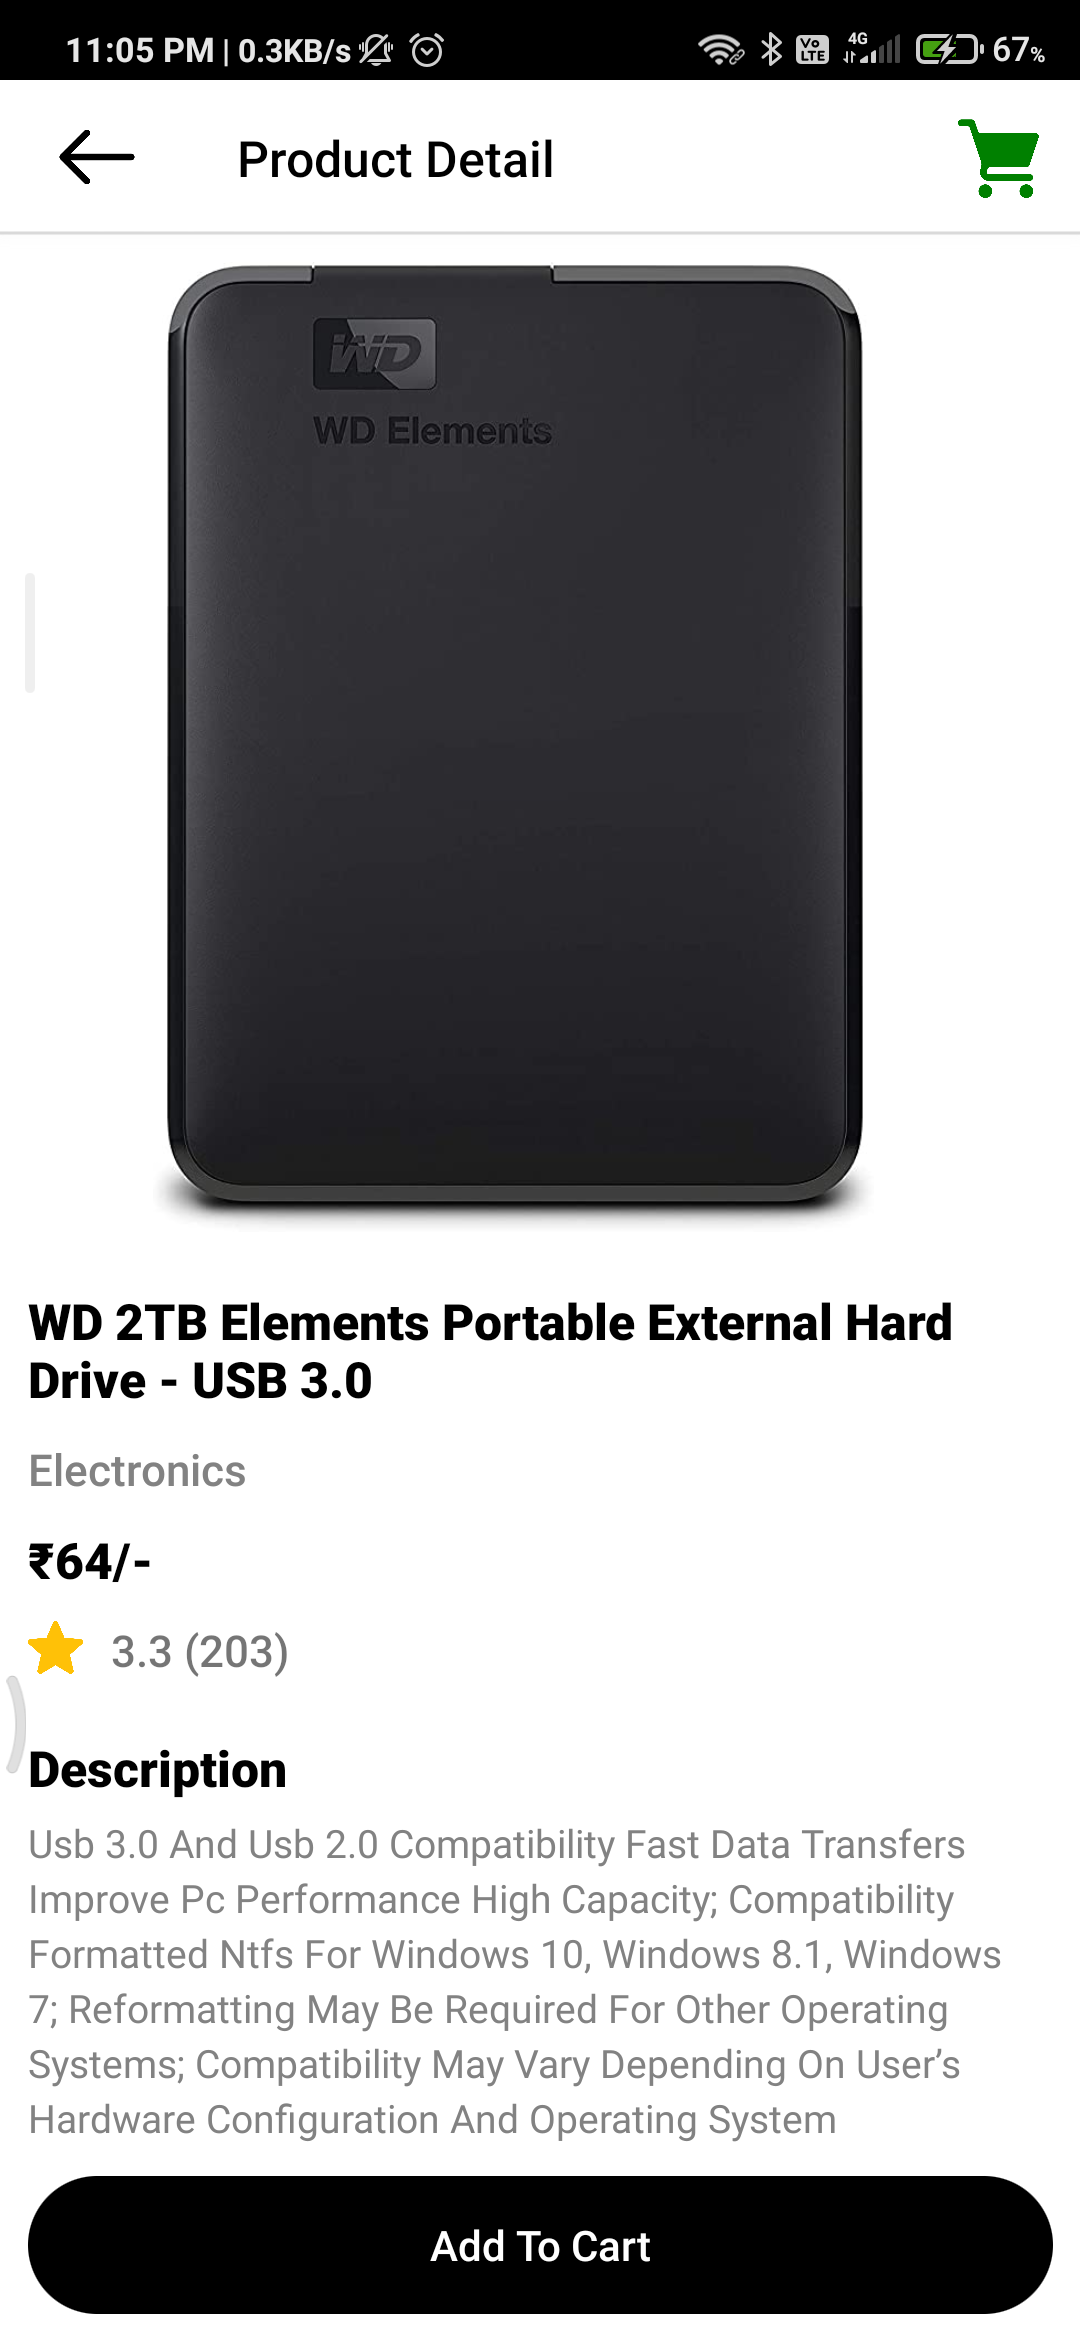 11:05 PM | 0.3KB/s
Vo LTE 4G 67%
Product Detail
WD
WD Elements
WD 2TB Elements Portable External Hard
Drive - USB 3.0
Electronics
₹64/-
3.3 (203)
Description
Usb 3.0 And Usb 2.0 Compatibility Fast Data Transfers
Improve Pc Performance High Capacity; Compatibility
Formatted Ntfs For Windows 10, Windows 8.1, Windows
7; Reformatting May Be Required For Other Operating
Systems; Compatibility May Vary Depending On User’s
Hardware Configuration And Operating System
Add To Cart